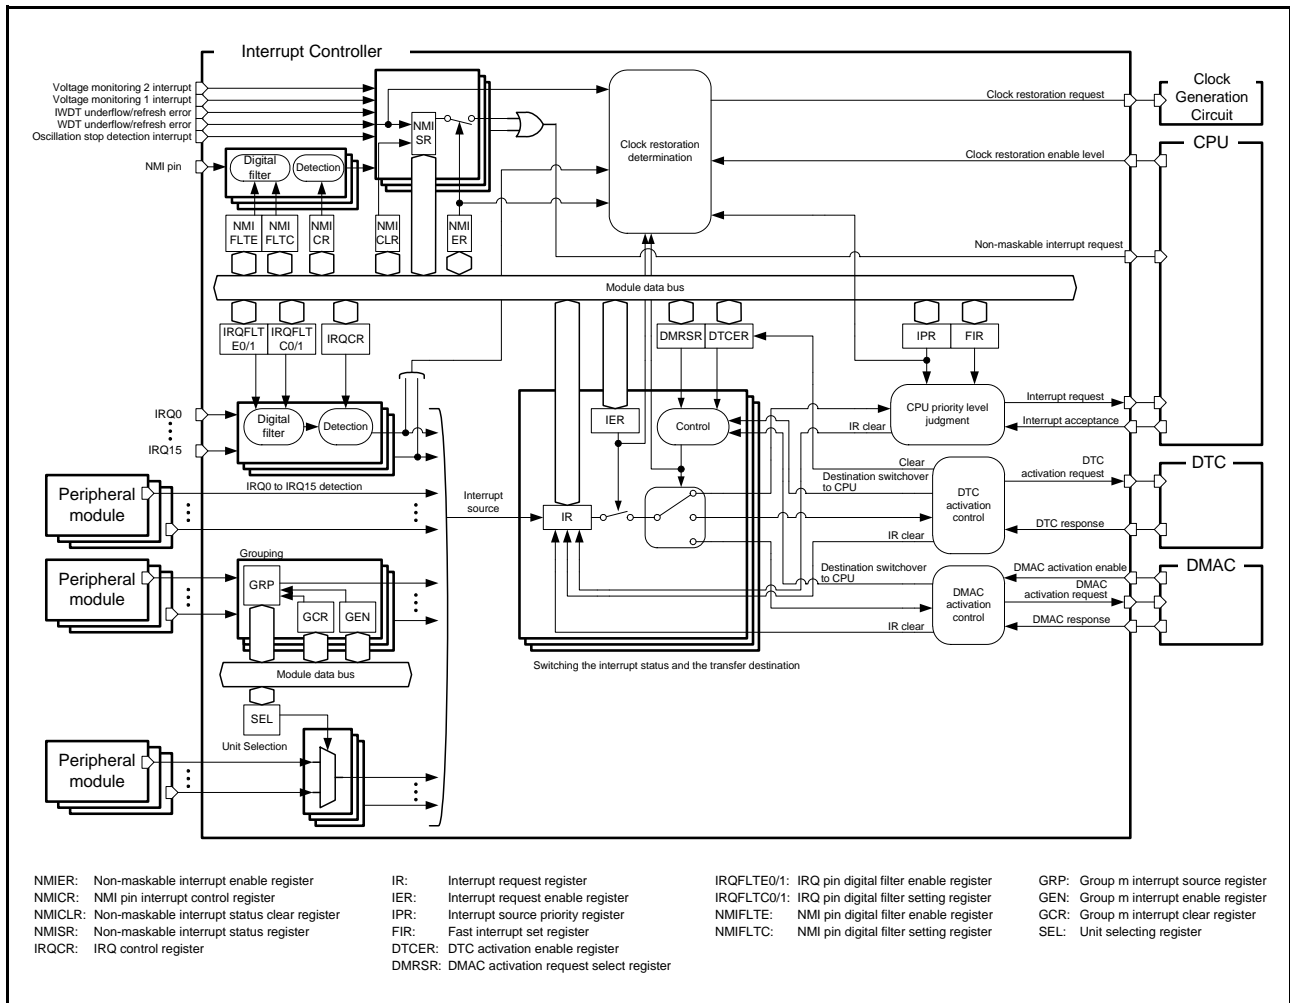 Interrupt Controller
Voltage monitoring 2 interrupt
Voltage monitoring 1 interrupt
IWDT underflow/refresh error
WDT underflow/refresh error
Oscillation stop detection interrupt
NMI pin
Digital
filter
Detection
NMI
SR
NMI
FLTE
NMI
FLTC
NMI
CR
NMI
CLR
NMI
ER
Clock restoration
determination
Clock restoration request
Clock restoration enable level
Non-maskable interrupt request
Clock
Generation
Circuit
CPU
Module data bus
IRQFLT
E0/1
IRQFLT
C0/1
IRQCR
DMRSR
DTCER
IPR
FIR
IRQ0
IRQ15
Digital
filter
Detection
IER
Control
CPU priority level
judgment
Interrupt request
Interrupt acceptance
IR clear
Peripheral
module
IRQ0 to IRQ15 detection
Interrupt
source
IR
Clear
Destination switchover
to CPU
DTC
activation
control
DTC
activation request
DTC response
DTC
IR clear
Peripheral
module
Grouping
GRP
GCR
GEN
Destination switchover
to CPU
DMAC
activation
control
DMAC activation enable
DMAC
activation request
DMAC response
DMAC
IR clear
Switching the interrupt status and the transfer destination
Module data bus
SEL
Unit Selection
Peripheral
module
NMIER: Non-maskable interrupt enable register
NMICR: NMI pin interrupt control register
NMICLR: Non-maskable interrupt status clear register
NMISR: Non-maskable interrupt status register
IRQCR: IRQ control register
IR: Interrupt request register
IER: Interrupt request enable register
IPR: Interrupt source priority register
FIR: Fast interrupt set register
DTCER: DTC activation enable register
DMRSR: DMAC activation request select register
IRQFLTE0/1: IRQ pin digital filter enable register
IRQFLTC0/1: IRQ pin digital filter setting register
NMIFLTE: NMI pin digital filter enable register
NMIFLTC: NMI pin digital filter setting register
GRP: Group m interrupt source register
GEN: Group m interrupt enable register
GCR: Group m interrupt clear register
SEL: Unit selecting register